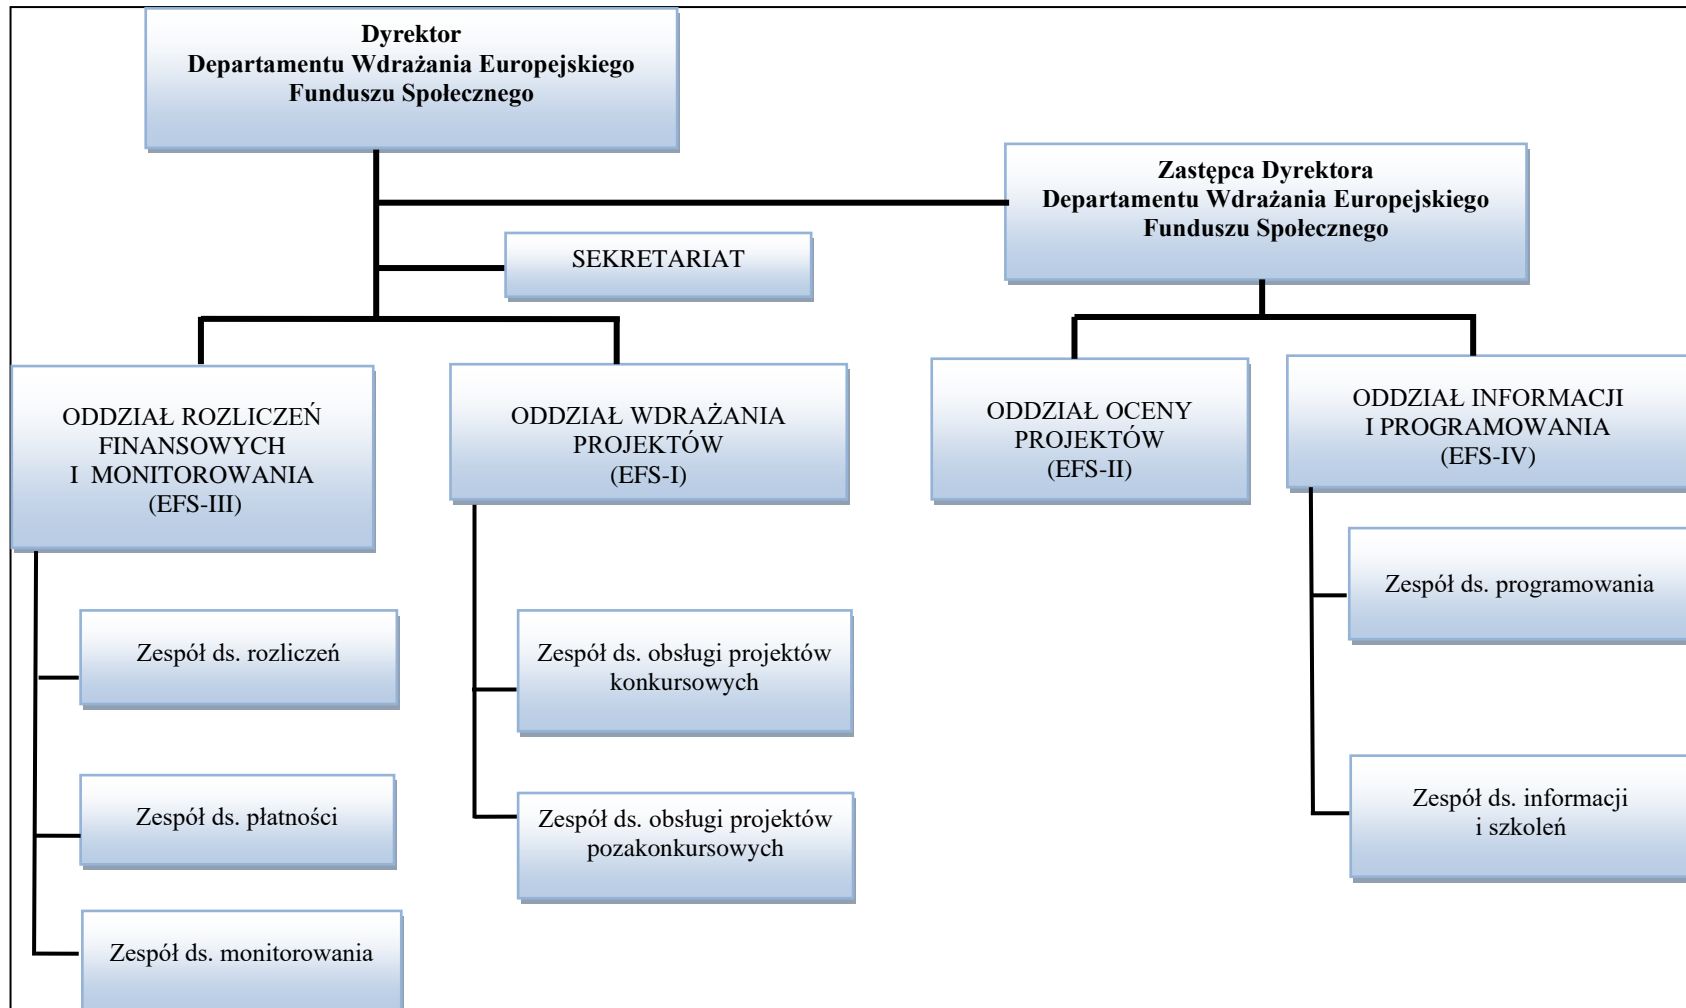 Dyrektor
Departamentu Wdrażania Europejskiego
Funduszu Społecznego
Zastępca Dyrektora
Departamentu Wdrażania Europejskiego
Funduszu Społecznego
SEKRETARIAT
ODDZIAŁ ROZLICZEŃ
FINANSOWYCH
I MONITOROWANIA
(EFS-III)
ODDZIAŁ WDRAŻANIA
PROJEKTÓW
(EFS-I)
ODDZIAŁ OCENY
PROJEKTÓW
(EFS-II)
ODDZIAŁ INFORMACJI
I PROGRAMOWANIA
(EFS-IV)
Zespół ds. rozliczeń
Zespół ds. płatności
Zespół ds. monitorowania
Zespół ds. obsługi projektów
konkursowych
Zespół ds. obsługi projektów
pozakonkursowych
Zespół ds. programowania
Zespół ds. informacji
i szkoleń